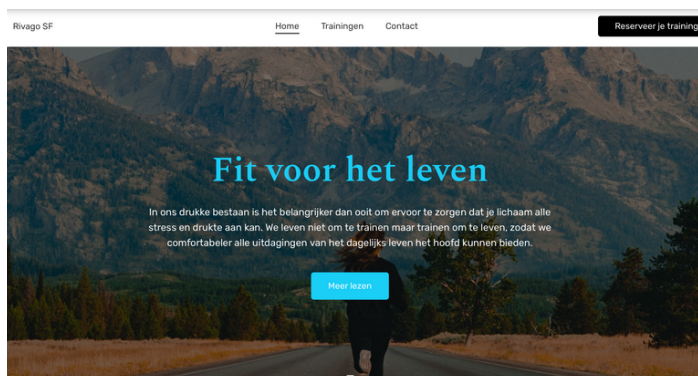 Rivago SF
Home
Trainingen
Contact
Reserveer je training
Fit voor het leven
In ons drukke bestaan is het belangrijker dan ooit om ervoor te zorgen dat je lichaam alle
stress en drukte aan kan. We leven niet om te trainen maar trainen om te leven, zodat we
comfortabeler alle uitdagingen van het dagelijks leven het hoofd kunnen bieden.
Meer lezen